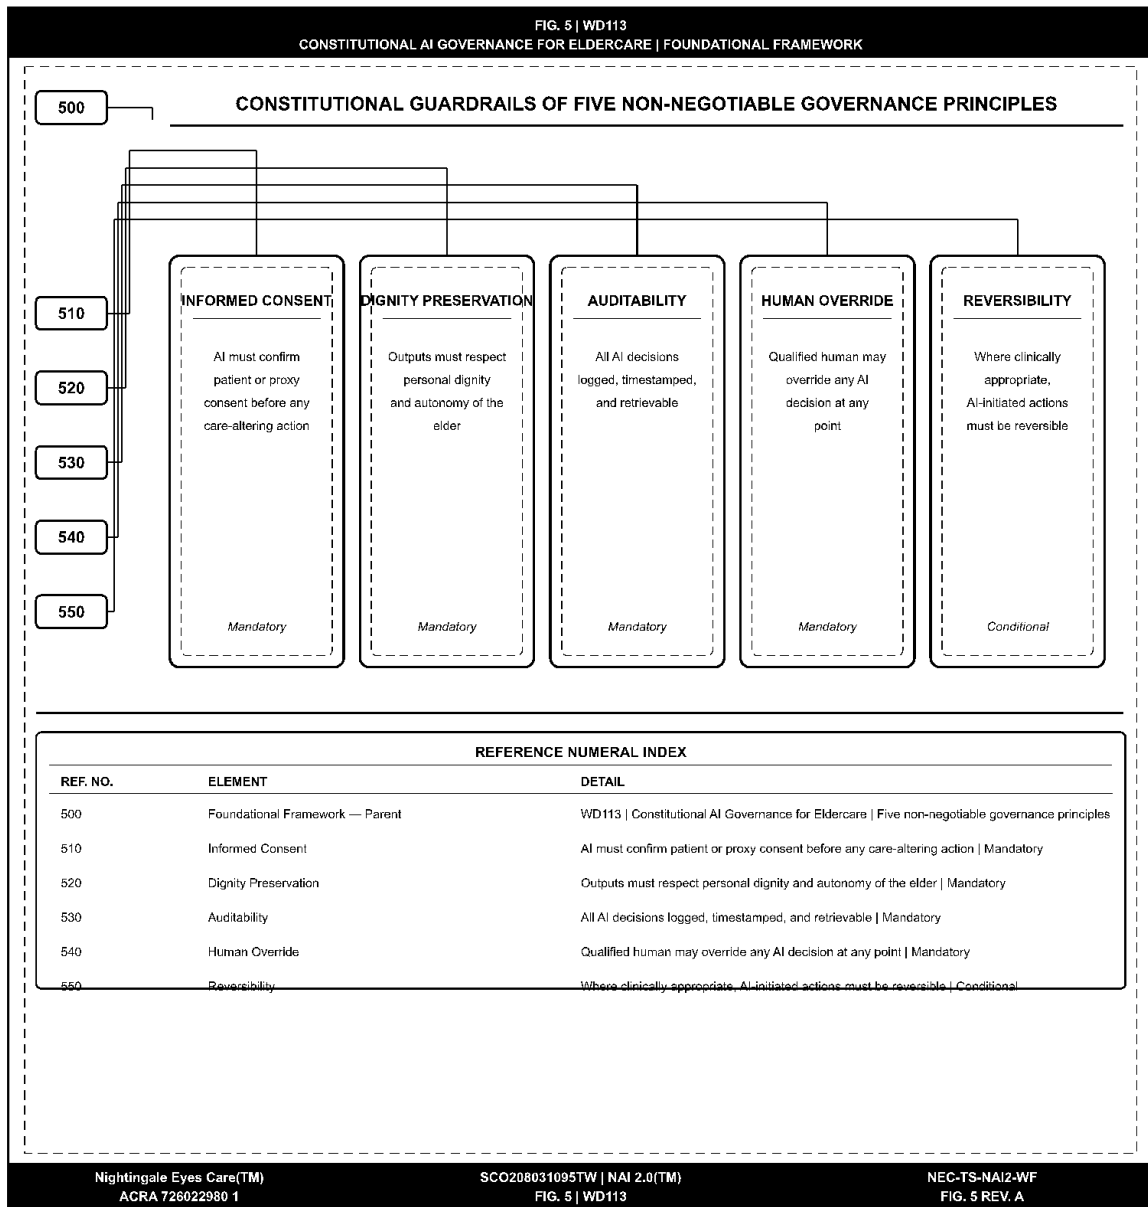 FIG. 5 | WD113
CONSTITUTIONAL AI GOVERNANCE FOR ELDERCARE | FOUNDATIONAL FRAMEWORK
500
CONSTITUTIONAL GUARDRAILS OF FIVE NON-NEGOTIABLE GOVERNANCE PRINCIPLES
510
520
530
540
550
INFORMED CONSENT
AI must confirm
patient or proxy
consent before any
care-altering action
Mandatory
DIGNITY PRESERVATION
Outputs must respect
personal dignity
and autonomy of the
elder
Mandatory
AUDITABILITY
All AI decisions
logged, timestamped,
and retrievable
Mandatory
HUMAN OVERRIDE
Qualified human may
override any AI
decision at any
point
Mandatory
REVERSIBILITY
Where clinically
appropriate,
AI-initiated actions
must be reversible
Conditional
REFERENCE NUMERAL INDEX
REF. NO. ELEMENT DETAIL
500 Foundational Framework — Parent WD113 | Constitutional AI Governance for Eldercare | Five non-negotiable governance principles
510 Informed Consent AI must confirm patient or proxy consent before any care-altering action | Mandatory
520 Dignity Preservation Outputs must respect personal dignity and autonomy of the elder | Mandatory
530 Auditability All AI decisions logged, timestamped, and retrievable | Mandatory
540 Human Override Qualified human may override any AI decision at any point | Mandatory
550 Reversibility Where clinically appropriate, AI-initiated actions must be reversible | Conditional
Nightingale Eyes Care(TM)
ACRA 726022980 1
SCO208031095TW | NAI 2.0(TM)
FIG. 5 | WD113
NEC-TS-NAI2-WF
FIG. 5 REV. A